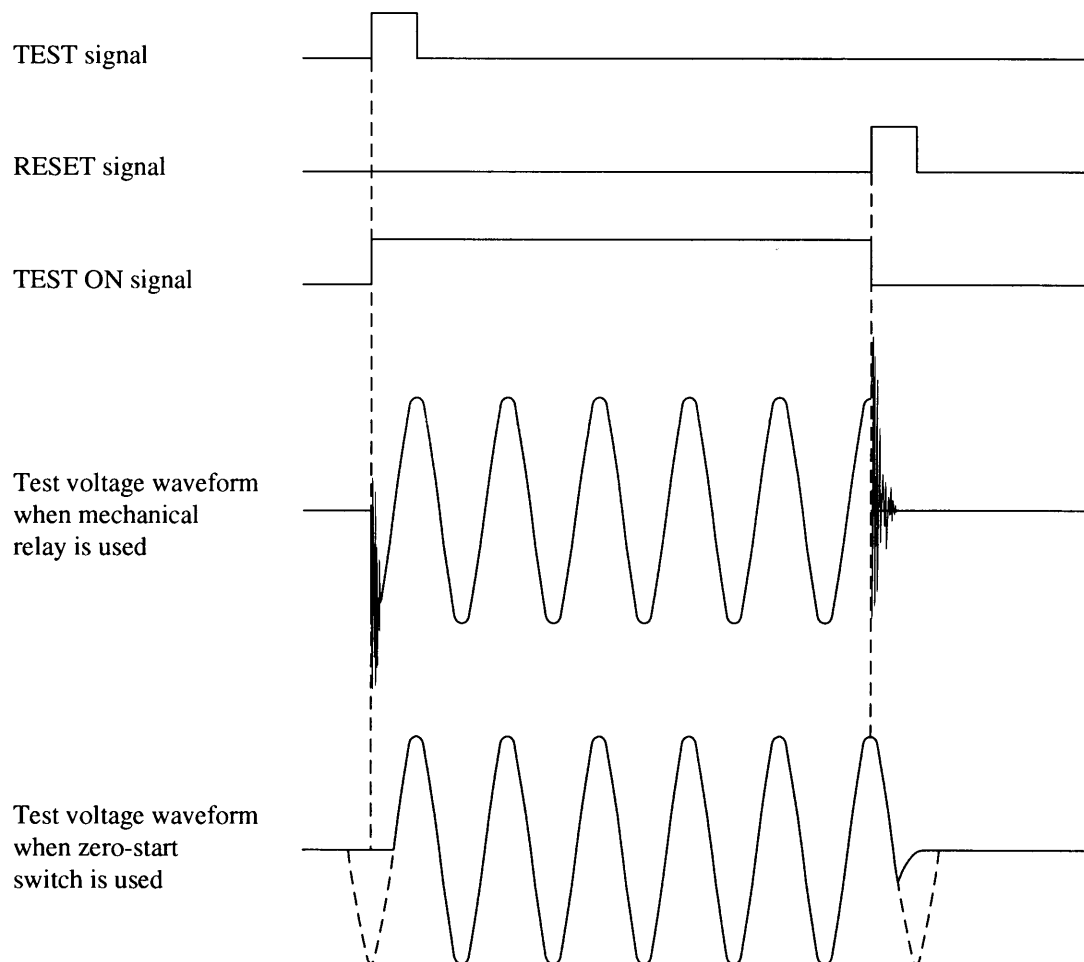 TEST signal
RESET signal
TEST ON signal
Test voltage waveform
when mechanical
relay is used
Test voltage waveform
when zero-start
switch is used